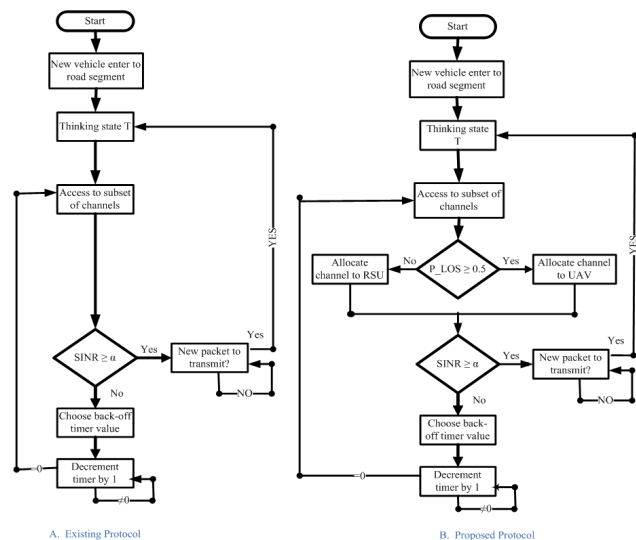 Start
New vehicle enter to
road segment
Thinking state T
Access to subset
of channels
SINR ≥ α
Yes
New packet to
transmit?
Yes
YES
NO
No
Choose back-off
timer value
Decrement
timer by 1
=0
≠0
A. Existing Protocol
Start
New vehicle enter to
road segment
Thinking state
T
Access to subset of
channels
P_LOS ≥ 0.5
No
Allocate
channel to RSU
Yes
Allocate channel
to UAV
SINR ≥ α
Yes
New packet to
transmit?
Yes
YES
NO
No
Choose back-
off timer value
Decrement
timer by 1
=0
≠0
B. Proposed Protocol